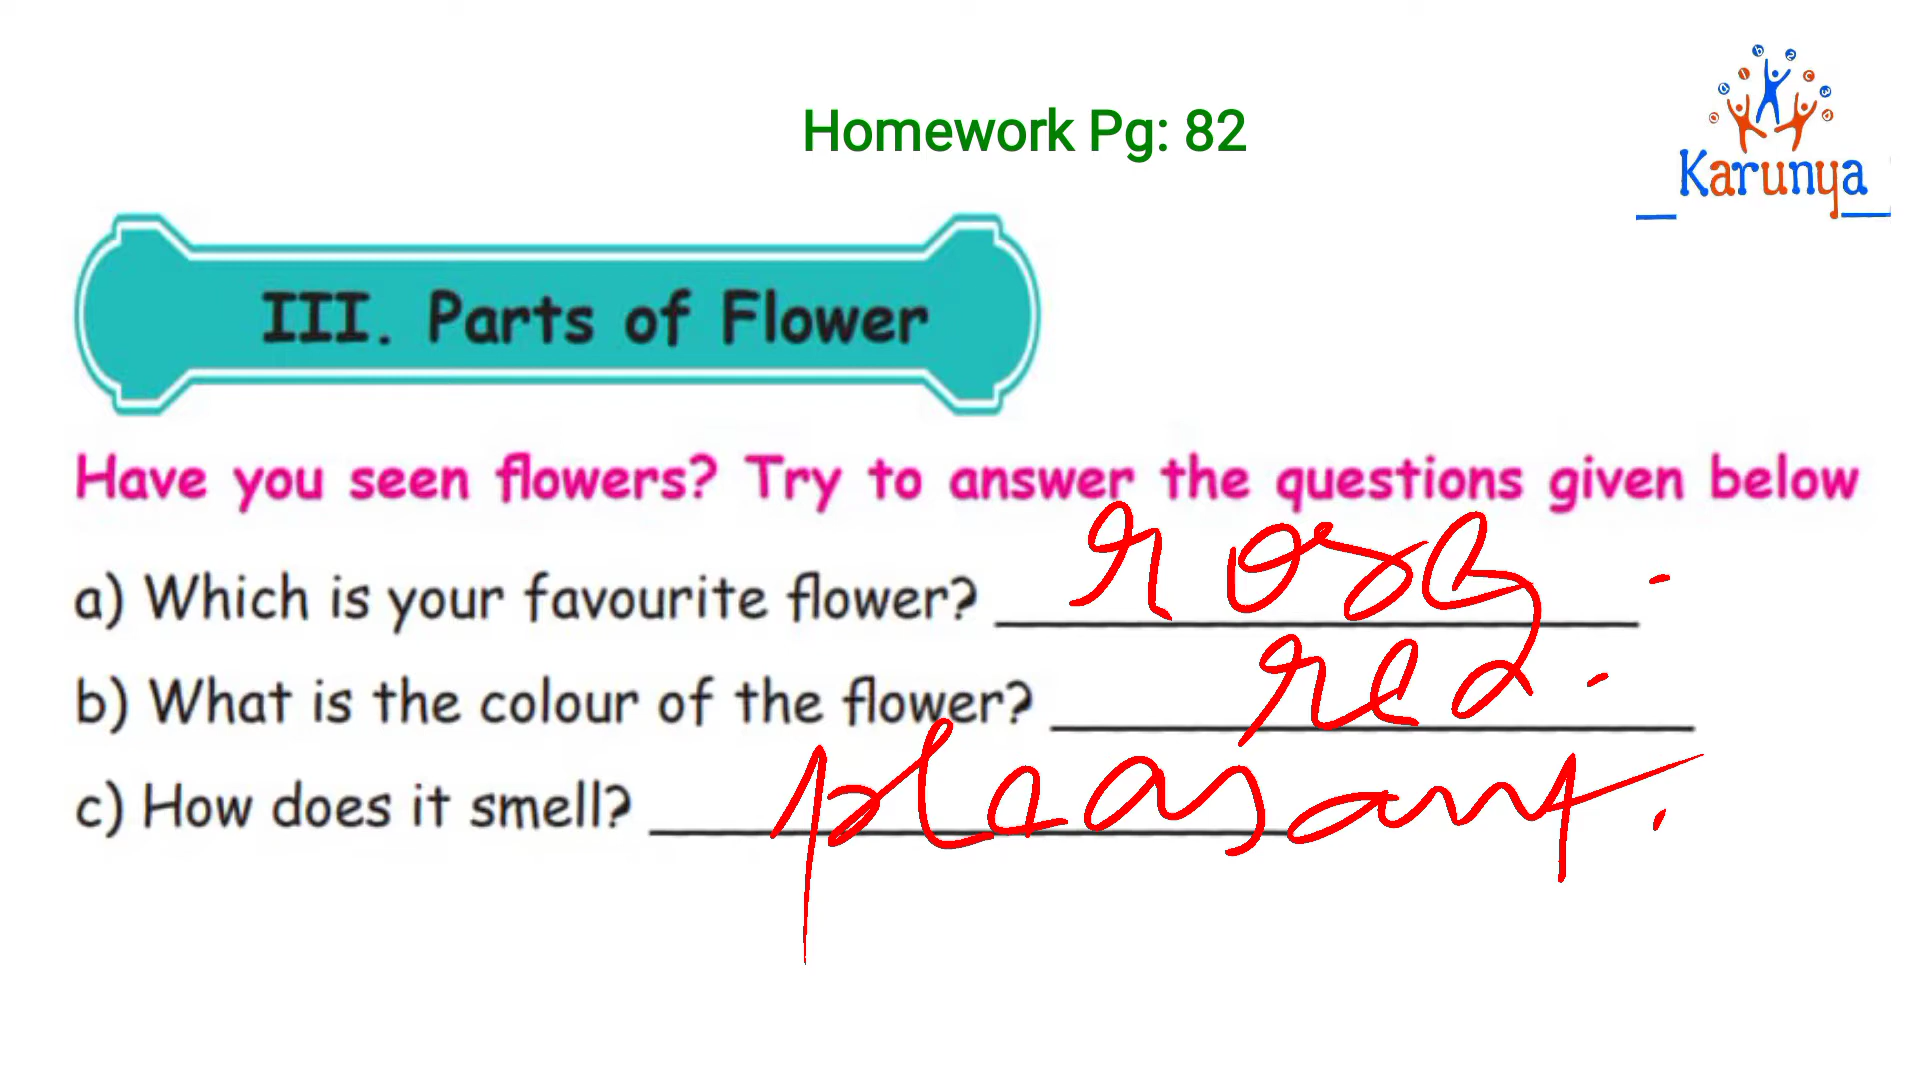 Homework Pg: 82
Karunya
III. Parts of Flower
Have you seen flowers? Try to answer the questions given below
a) Which is your favourite flower? rose.
b) What is the colour of the flower? red.
c) How does it smell? pleasant.